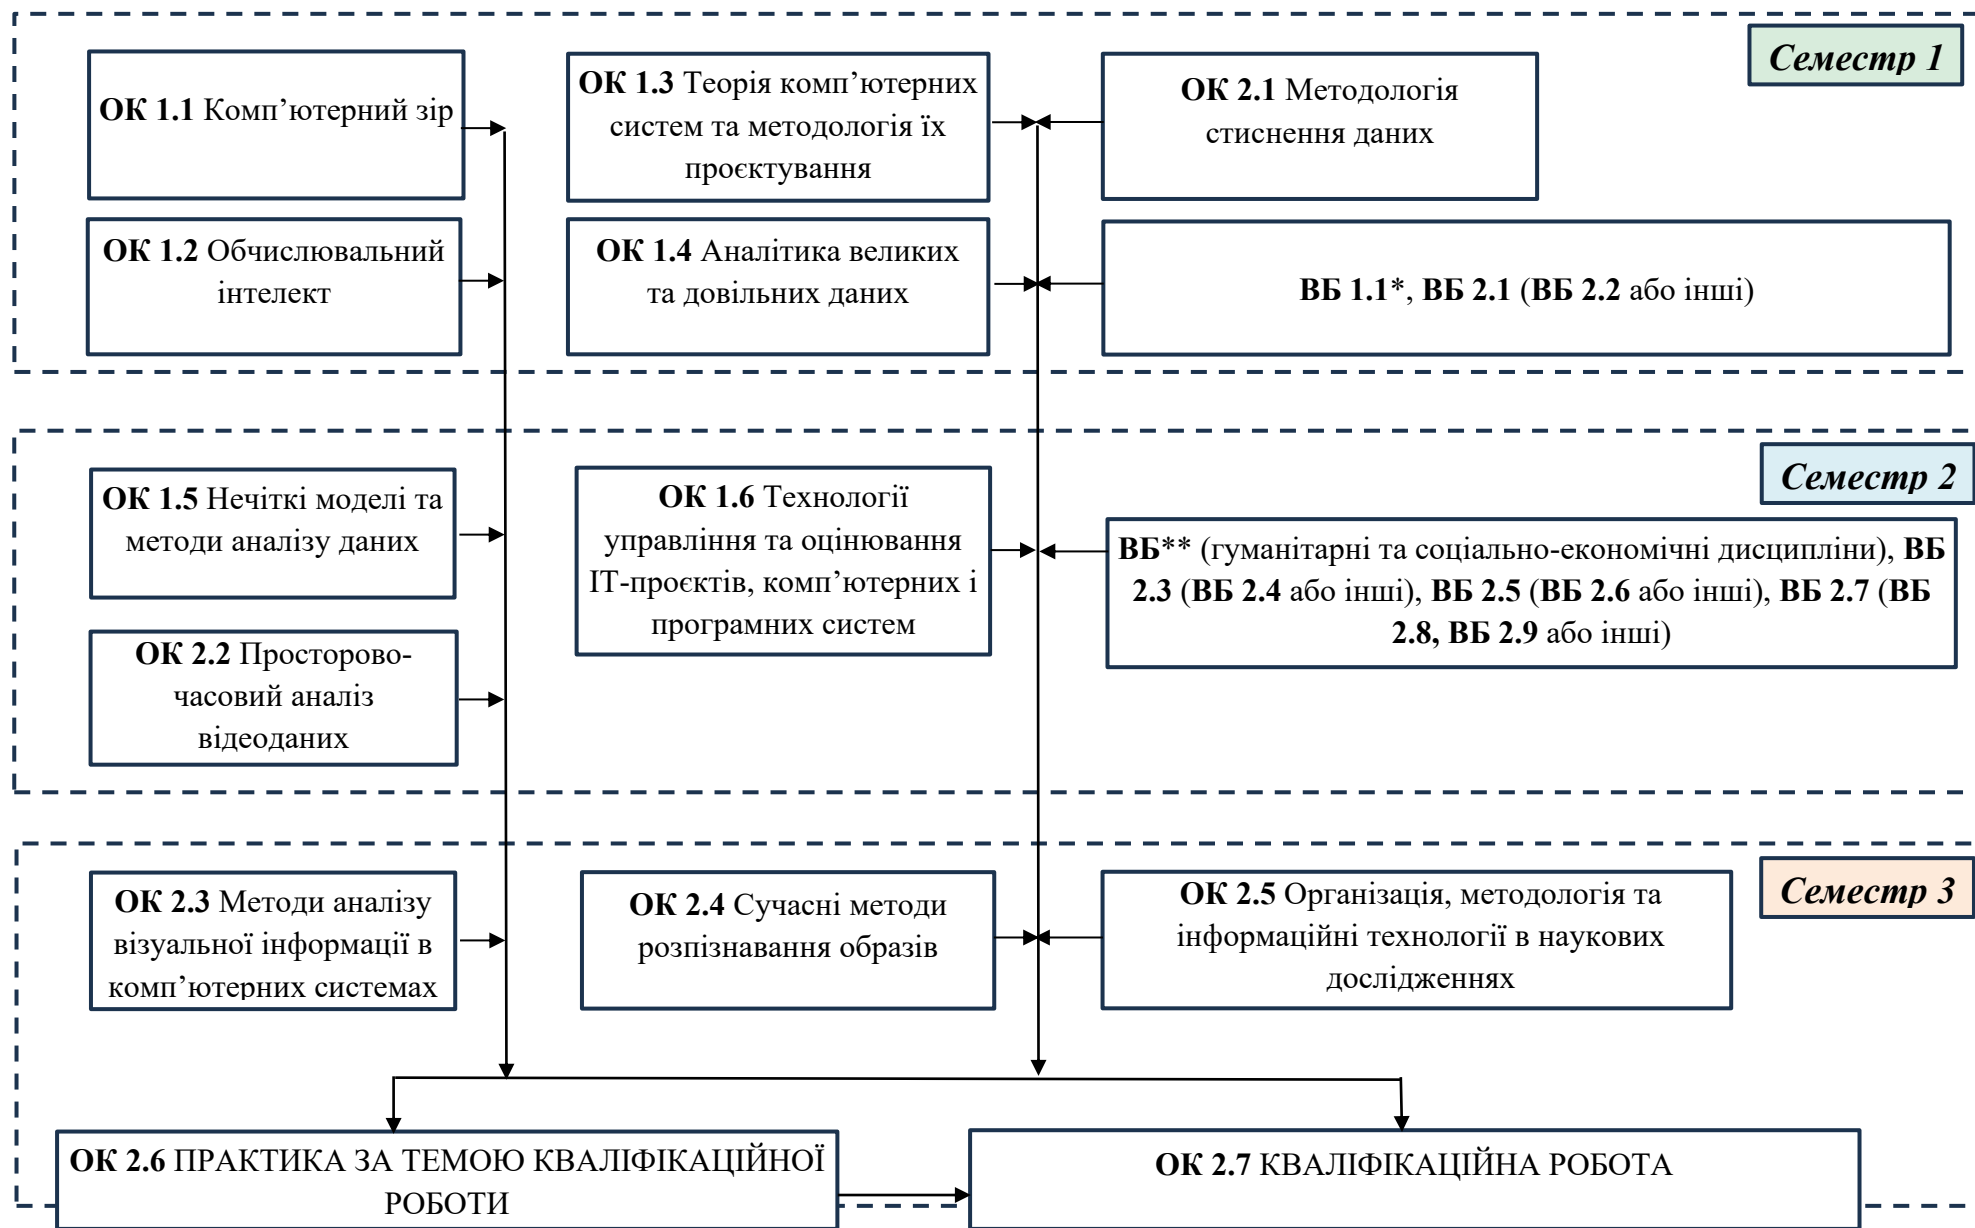 Семестр 1
ОК 1.1 Комп’ютерний зір
ОК 1.3 Теорія комп’ютерних
систем та методологія їх
проєктування
ОК 2.1 Методологія
стиснення даних
ОК 1.2 Обчислювальний
інтелект
ОК 1.4 Аналітика великих
та довільних даних
ВБ 1.1*, ВБ 2.1 (ВБ 2.2 або інші)
Семестр 2
ОК 1.5 Нечіткі моделі та
методи аналізу даних
ОК 1.6 Технології
управління та оцінювання
ІТ-проєктів, комп’ютерних і
програмних систем
ВБ** (гуманітарні та соціально-економічні дисципліни), ВБ
2.3 (ВБ 2.4 або інші), ВБ 2.5 (ВБ 2.6 або інші), ВБ 2.7 (ВБ
2.8, ВБ 2.9 або інші)
ОК 2.2 Просторово-
часовий аналіз
відеоданих
Семестр 3
ОК 2.3 Методи аналізу
візуальної інформації в
комп’ютерних системах
ОК 2.4 Сучасні методи
розпізнавання образів
ОК 2.5 Організація, методологія та
інформаційні технології в наукових
дослідженнях
ОК 2.6 ПРАКТИКА ЗА ТЕМОЮ КВАЛІФІКАЦІЙНОЇ
РОБОТИ
ОК 2.7 КВАЛІФІКАЦІЙНА РОБОТА